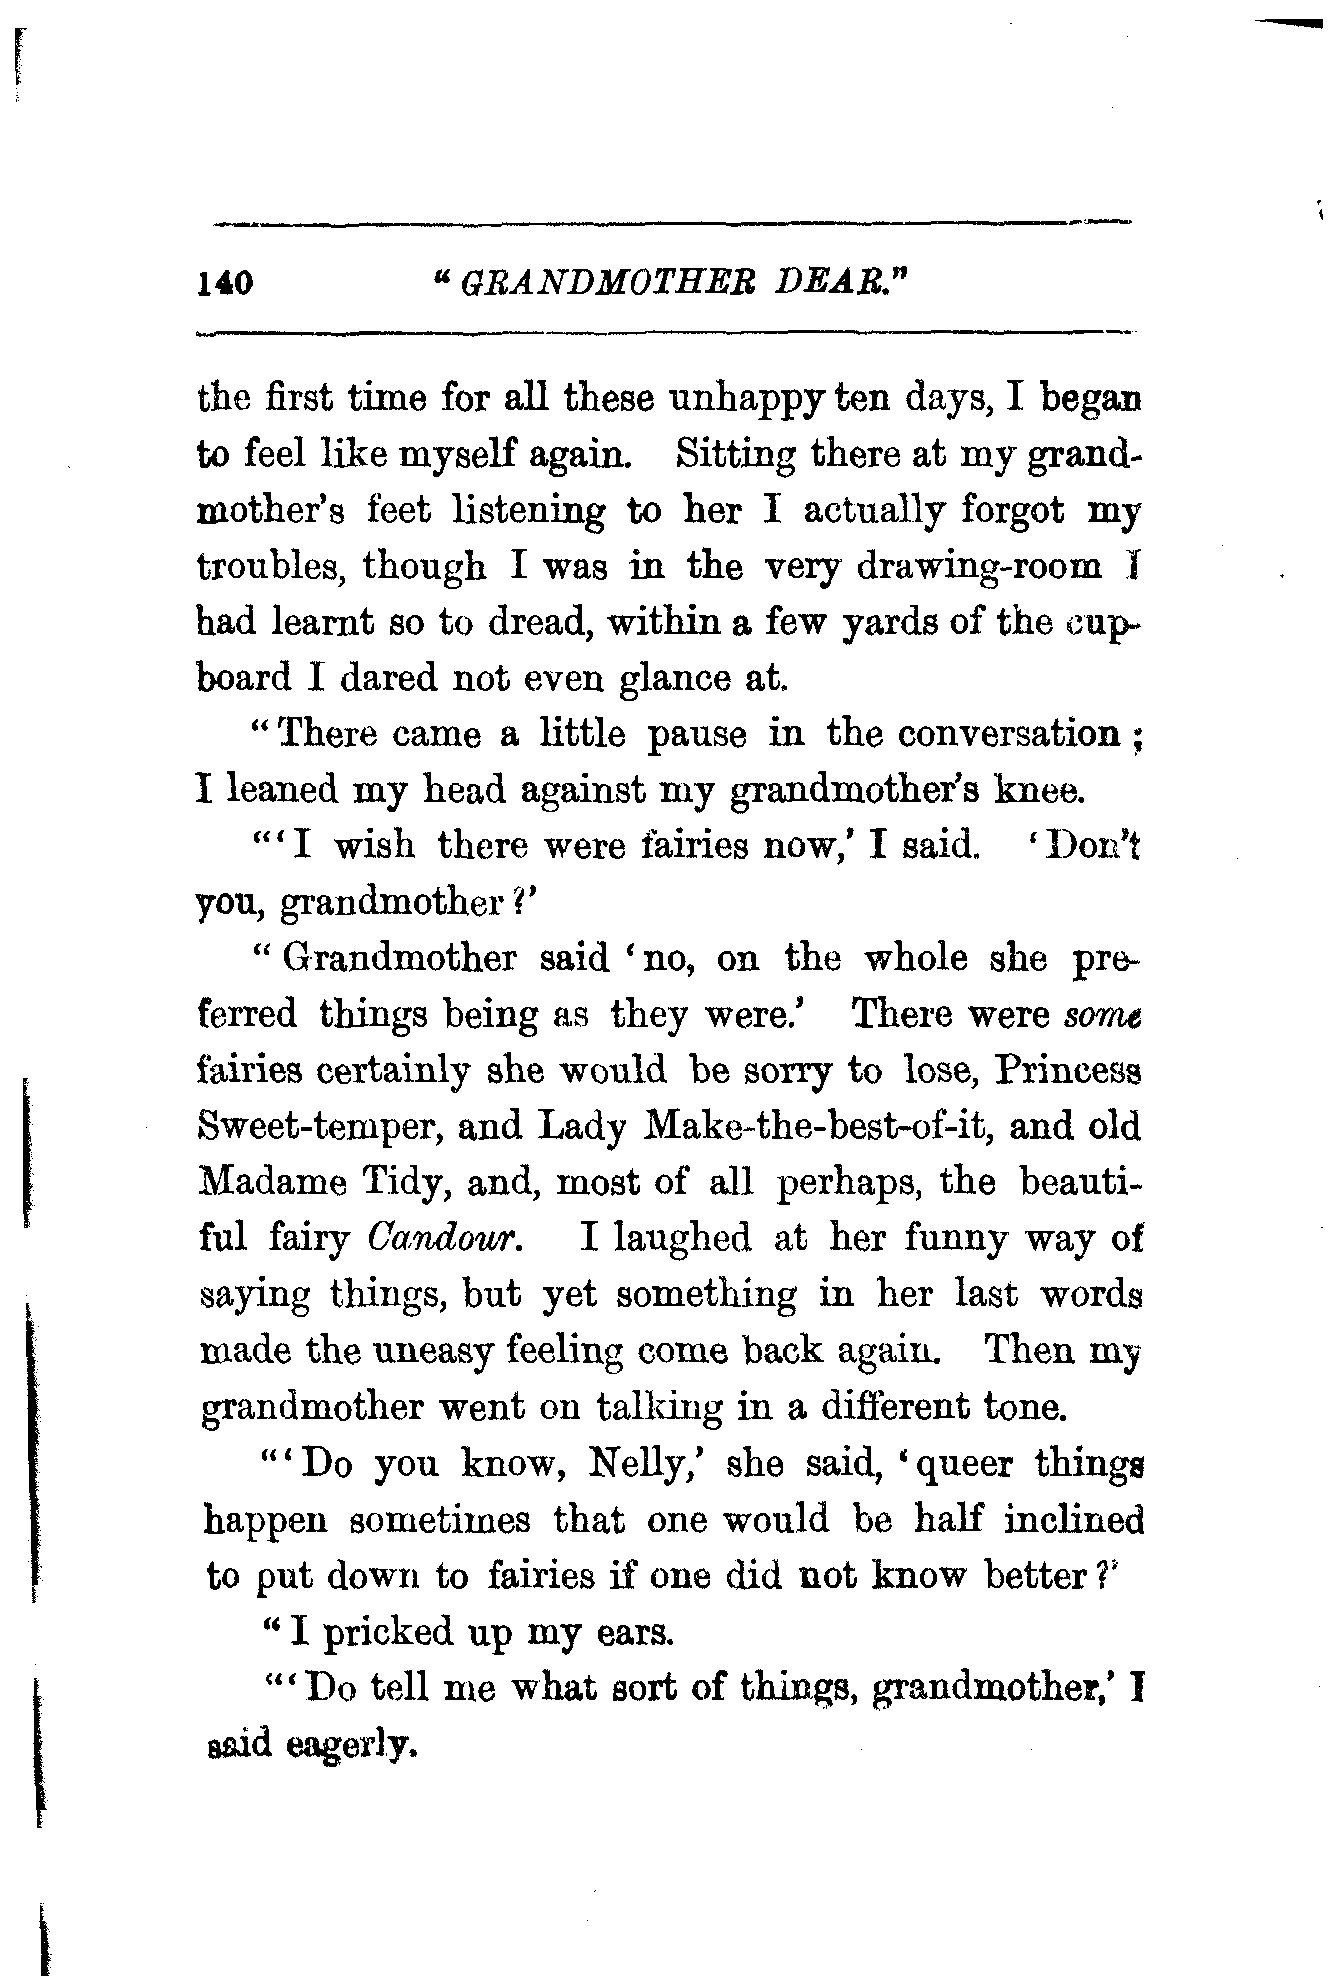 140 "GRANDMOTHER DEAR."
the first time for all these unhappy ten days, I began
to feel like myself again. Sitting there at my grand-
mother's feet listening to her I actually forgot my
troubles, though I was in the very drawing-room I
had learnt so to dread, within a few yards of the cup-
board I dared not even glance at.
"There came a little pause in the conversation;
I leaned my head against my grandmother's knee.
"'I wish there were fairies now,' I said. 'Don't
you, grandmother?'
"Grandmother said 'no, on the whole she pre-
ferred things being as they were.' There were some
fairies certainly she would be sorry to lose, Princess
Sweet-temper, and Lady Make-the-best-of-it, and old
Madame Tidy, and, most of all perhaps, the beauti-
ful fairy Candour. I laughed at her funny way of
saying things, but yet something in her last words
made the uneasy feeling come back again. Then my
grandmother went on talking in a different tone.
"'Do you know, Nelly,' she said, 'queer things
happen sometimes that one would be half inclined
to put down to fairies if one did not know better?'
"I pricked up my ears.
"'Do tell me what sort of things, grandmother,' I
said eagerly.